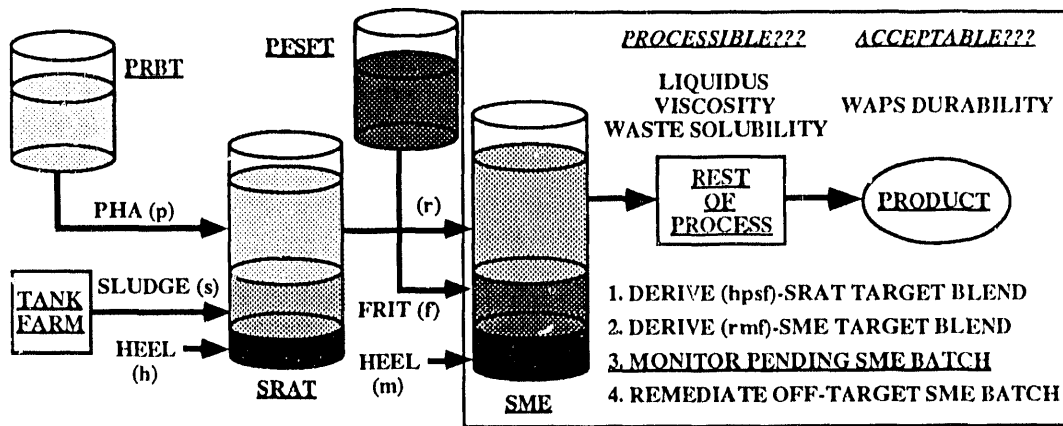 PRBT
PFSFT
PHA (p)
TANK
FARM
SLUDGE (s)
HEEL
(h)
SRAT
(r)
FRIT (f)
HEEL
(m)
SME
PROCESSIBLE???
ACCEPTABLE???
LIQUIDUS
VISCOSITY
WASTE SOLUBILITY
WAPS DURABILITY
REST
OF
PROCESS
PRODUCT
1. DERIVE (hpsf)-SRAT TARGET BLEND
2. DERIVE (rmf)-SME TARGET BLEND
3. MONITOR PENDING SME BATCH
4. REMEDIATE OFF-TARGET SME BATCH